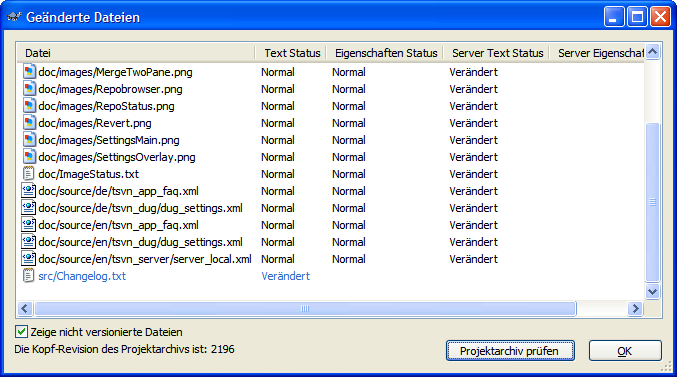 Geänderte Dateien
Datei Text Status Eigenschaften Status Server Text Status Server Eigenschaf
doc/images/MergeTwoPane.png Normal Normal Verändert
doc/images/Repobrowser.png Normal Normal Verändert
doc/images/RepoStatus.png Normal Normal Verändert
doc/images/Revert.png Normal Normal Verändert
doc/images/SettingsMain.png Normal Normal Verändert
doc/images/SettingsOverlay.png Normal Normal Verändert
doc/ImageStatus.txt Normal Normal Verändert
doc/source/de/tsvn_app_faq.xml Normal Normal Verändert
doc/source/de/tsvn_dug/dug_settings.xml Normal Normal Verändert
doc/source/en/tsvn_app_faq.xml Normal Normal Verändert
doc/source/en/tsvn_dug/dug_settings.xml Normal Normal Verändert
doc/source/en/tsvn_server/server_local.xml Normal Normal Verändert
src/Changelog.txt Verändert
Zeige nicht versionierte Dateien
Die Kopf-Revision des Projektarchivs ist: 2196
Projektarchiv prüfen OK